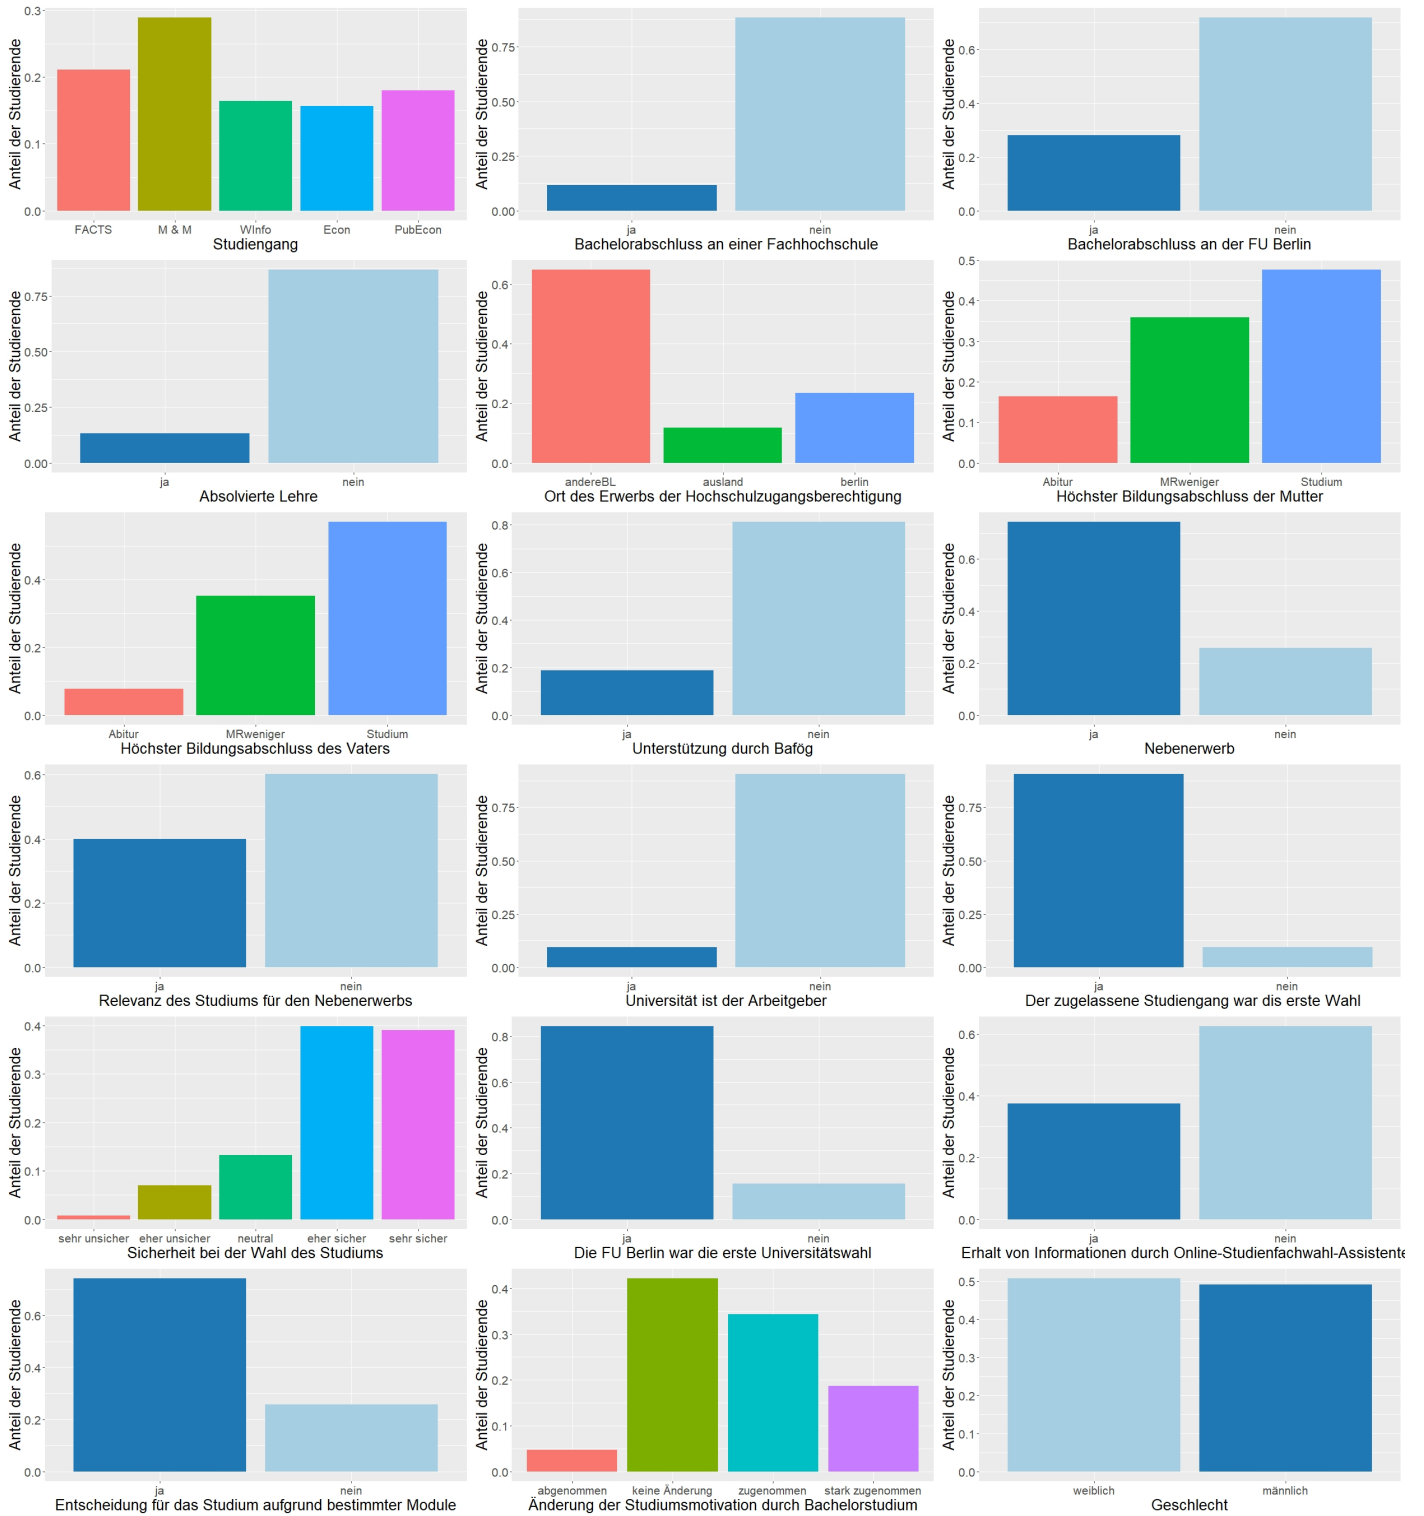 Anteil der Studierende
0.3
0.2
0.1
0.0
FACTS M & M WInfo Econ PubEcon
Studiengang
Anteil der Studierende
0.75
0.50
0.25
0.00
ja nein
Bachelorabschluss an einer Fachhochschule
Anteil der Studierende
0.6
0.4
0.2
0.0
ja nein
Bachelorabschluss an der FU Berlin
Anteil der Studierende
0.75
0.50
0.25
0.00
ja nein
Absolvierte Lehre
Anteil der Studierende
0.6
0.4
0.2
0.0
andereBL ausland berlin
Ort des Erwerbs der Hochschulzugangsberechtigung
Anteil der Studierende
0.5
0.4
0.3
0.2
0.1
0.0
Abitur MRweniger Studium
Höchster Bildungsabschluss der Mutter
Anteil der Studierende
0.4
0.2
0.0
Abitur MRweniger Studium
Höchster Bildungsabschluss des Vaters
Anteil der Studierende
0.8
0.6
0.4
0.2
0.0
ja nein
Unterstützung durch Bafög
Anteil der Studierende
0.6
0.4
0.2
0.0
ja nein
Nebenerwerb
Anteil der Studierende
0.6
0.4
0.2
0.0
ja nein
Relevanz des Studiums für den Nebenerwerbs
Anteil der Studierende
0.75
0.50
0.25
0.00
ja nein
Universität ist der Arbeitgeber
Anteil der Studierende
0.75
0.50
0.25
0.00
ja nein
Der zugelassene Studiengang war dis erste Wahl
Anteil der Studierende
0.4
0.3
0.2
0.1
0.0
sehr unsicher eher unsicher neutral eher sicher sehr sicher
Sicherheit bei der Wahl des Studiums
Anteil der Studierende
0.8
0.6
0.4
0.2
0.0
ja nein
Die FU Berlin war die erste Universitätswahl
Anteil der Studierende
0.6
0.4
0.2
0.0
ja nein
Erhalt von Informationen durch Online-Studienfachwahl-Assistente
Anteil der Studierende
0.6
0.4
0.2
0.0
ja nein
Entscheidung für das Studium aufgrund bestimmter Module
Anteil der Studierende
0.4
0.3
0.2
0.1
0.0
abgenommen keine Änderung zugenommen stark zugenommen
Änderung der Studiumsmotivation durch Bachelorstudium
Anteil der Studierende
0.5
0.4
0.3
0.2
0.1
0.0
weiblich männlich
Geschlecht